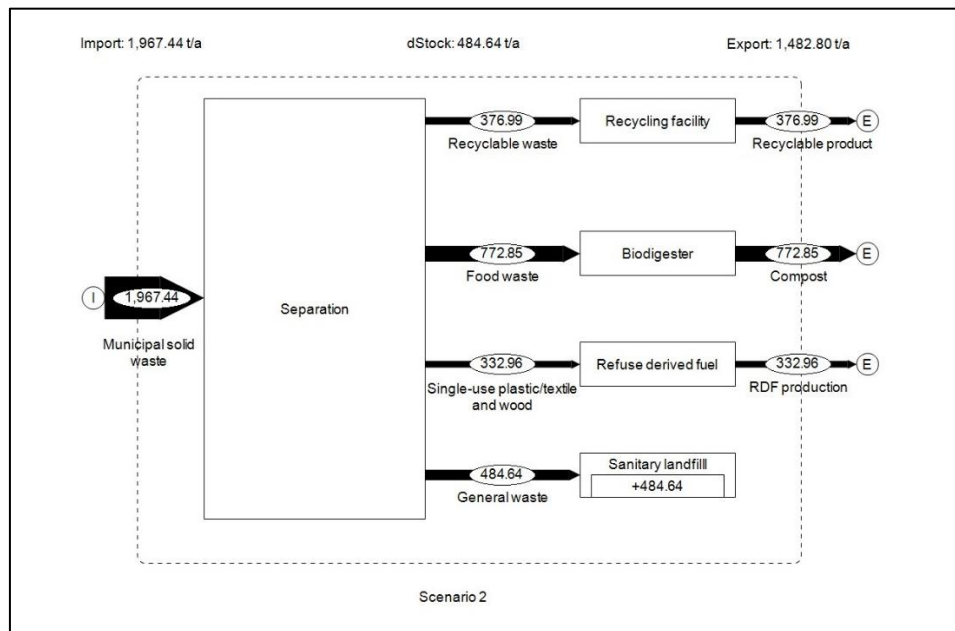 Import: 1,967.44 t/a
dStock: 484.64 t/a
Export: 1,482.80 t/a
376.99
Recycling facility
376.99
E
Recyclable waste
Recyclable product
772.85
Biodigester
772.85
E
Food waste
Compost
I
1,967.44
Separation
Municipal solid
waste
332.96
Refuse derived fuel
332.96
E
Single-use plastic/textile
and wood
RDF production
Sanitary landfill
484.64
+484.64
General waste
Scenario 2